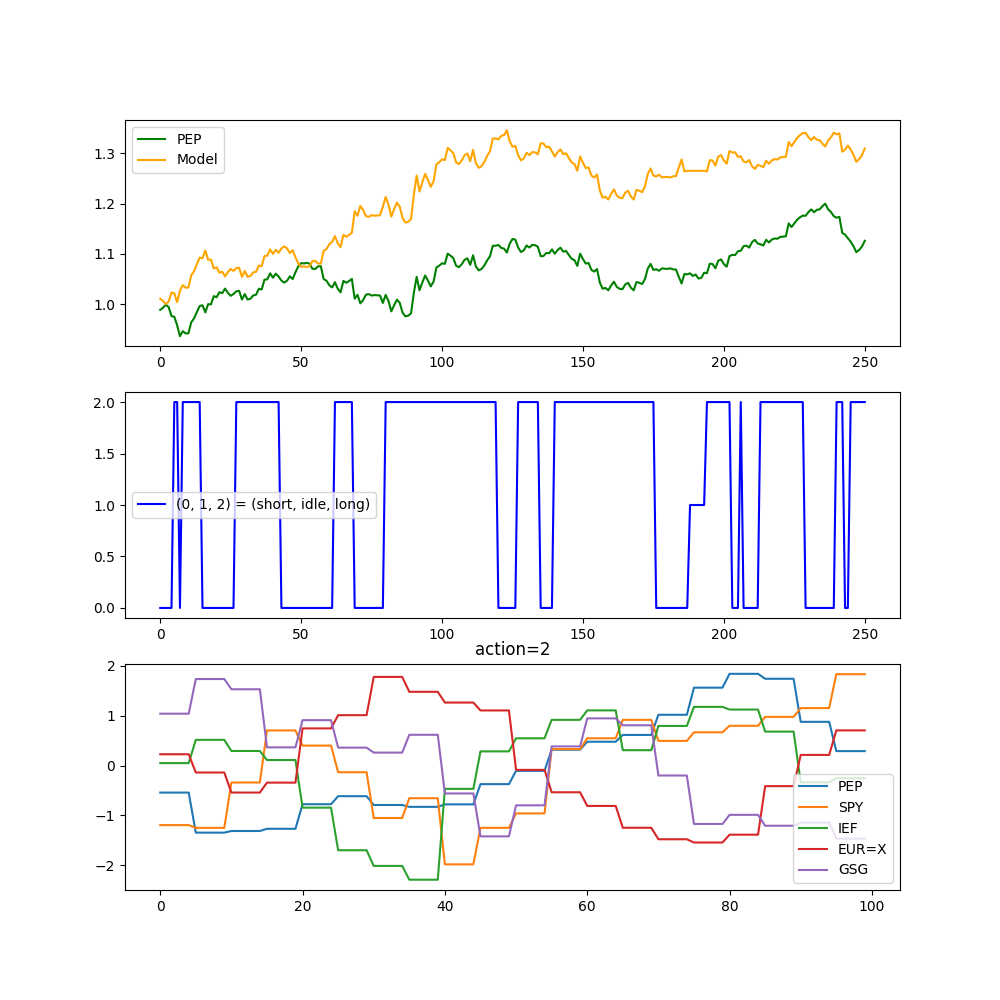 PEP
Model
1.3
1.2
1.1
1.0
0 50 100 150 200 250
2.0
1.5
1.0
0.5
0.0
(0, 1, 2) = (short, idle, long)
0 50 100 150 200 250
action=2
2
1
0
−1
−2
PEP
SPY
IEF
EUR=X
GSG
0 20 40 60 80 100